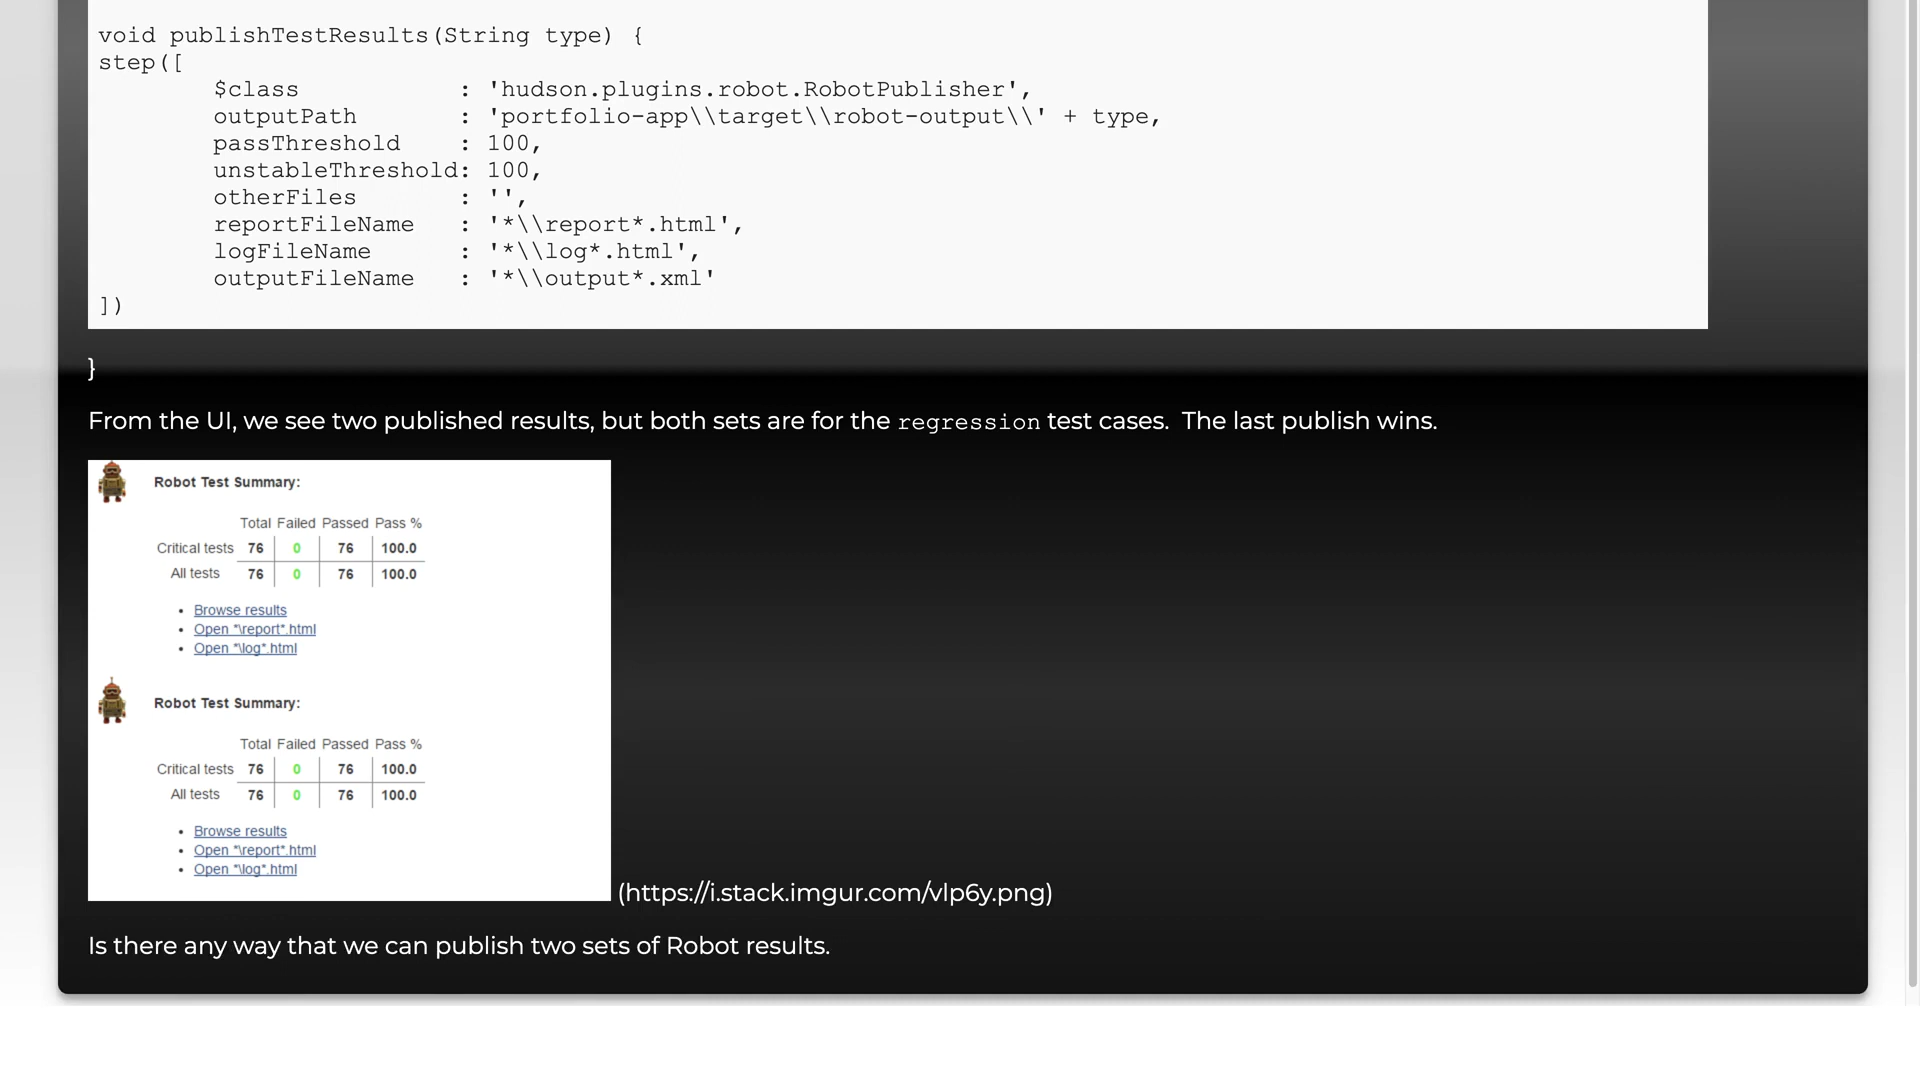 void publishTestResults(String type) {
step([
        $class           : 'hudson.plugins.robot.RobotPublisher',
        outputPath       : 'portfolio-app\\target\\robot-output\\' + type,
        passThreshold    : 100,
        unstableThreshold: 100,
        otherFiles       : '',
        reportFileName   : '*\\report*.html',
        logFileName      : '*\\log*.html',
        outputFileName   : '*\\output*.xml'
])
}
From the UI, we see two published results, but both sets are for the regression test cases.  The last publish wins.
Robot Test Summary:
Total Failed Passed Pass %
Critical tests 76 0 76 100.0
All tests 76 0 76 100.0
• Browse results
• Open *\report*.html
• Open *\log*.html
Robot Test Summary:
Total Failed Passed Pass %
Critical tests 76 0 76 100.0
All tests 76 0 76 100.0
• Browse results
• Open *\report*.html
• Open *\log*.html
(https://i.stack.imgur.com/vlp6y.png)
Is there any way that we can publish two sets of Robot results.